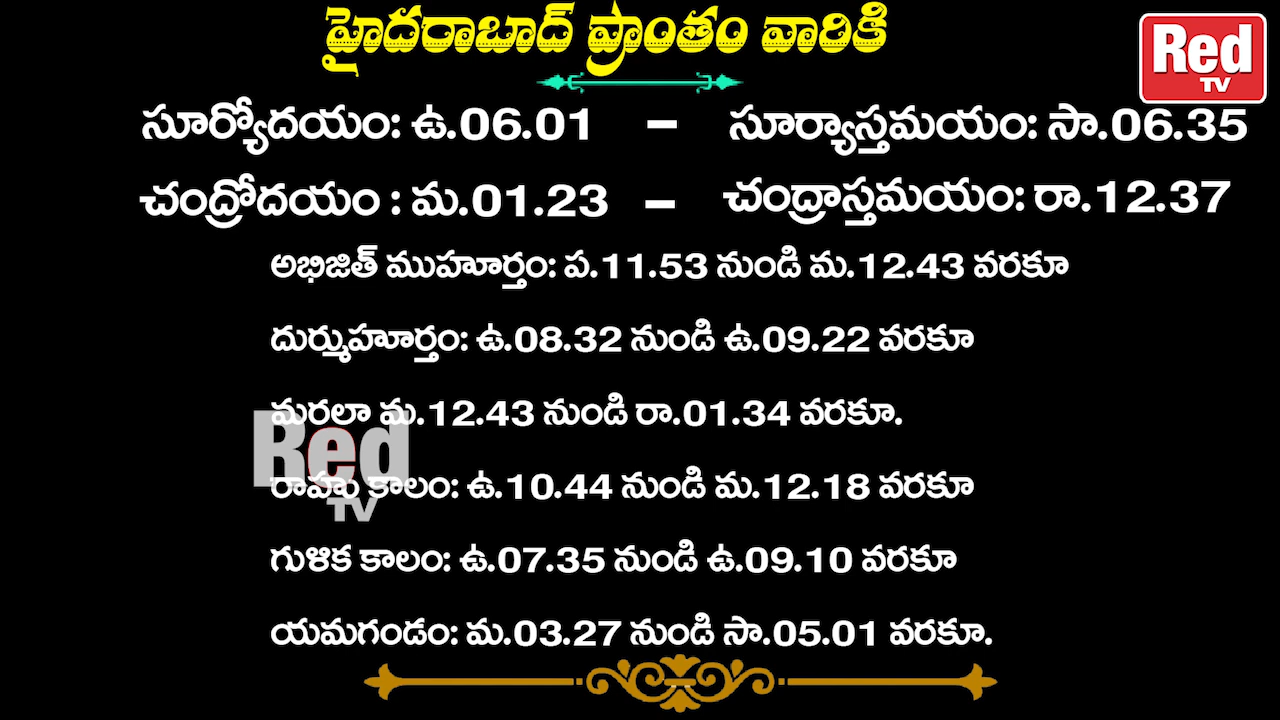 హైదరాబాద్ ప్రాంతం వారికి
Red
TV
సూర్యోదయం: ఉ.06.01 – సూర్యాస్తమయం: సా.06.35
చంద్రోదయం : మ.01.23 – చంద్రాస్తమయం: రా.12.37
అభిజిత్ ముహూర్తం: ప.11.53 నుండి మ.12.43 వరకూ
దుర్ముహూర్తం: ఉ.08.32 నుండి ఉ.09.22 వరకూ
మరలా మ.12.43 నుండి రా.01.34 వరకూ.
Red
TV
రాహు కాలం: ఉ.10.44 నుండి మ.12.18 వరకూ
గుళిక కాలం: ఉ.07.35 నుండి ఉ.09.10 వరకూ
యమగండం: మ.03.27 నుండి సా.05.01 వరకూ.